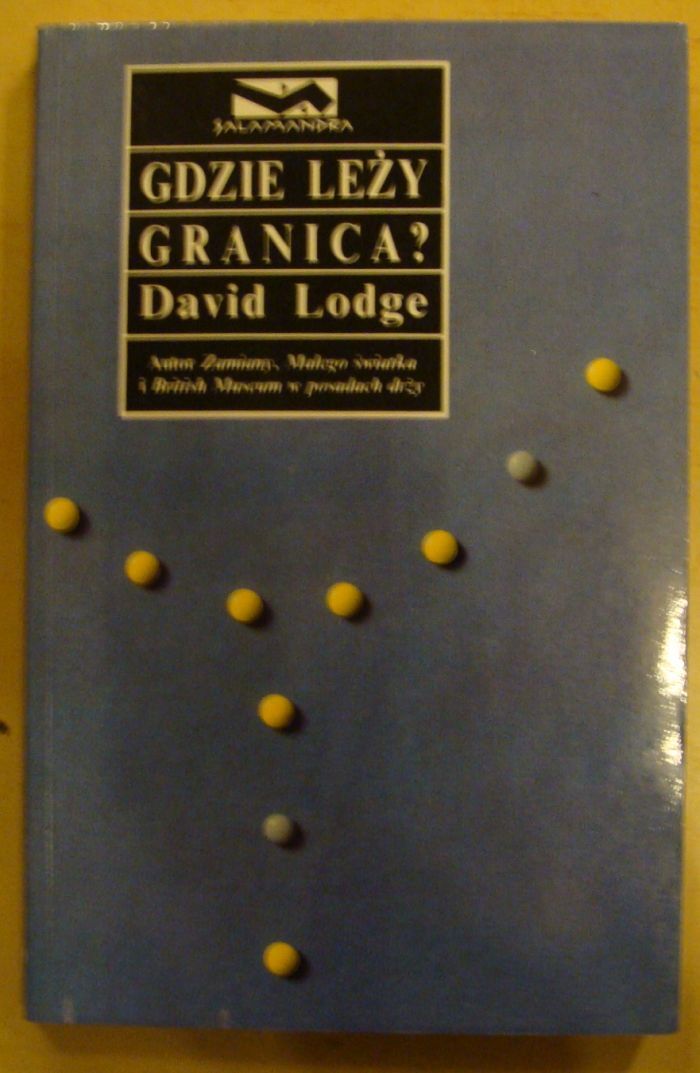 SALAMANDRA
GDZIE LEŻY
GRANICA?
David Lodge
Autor Zamiany, Małego światka
i British Museum w posadach drży